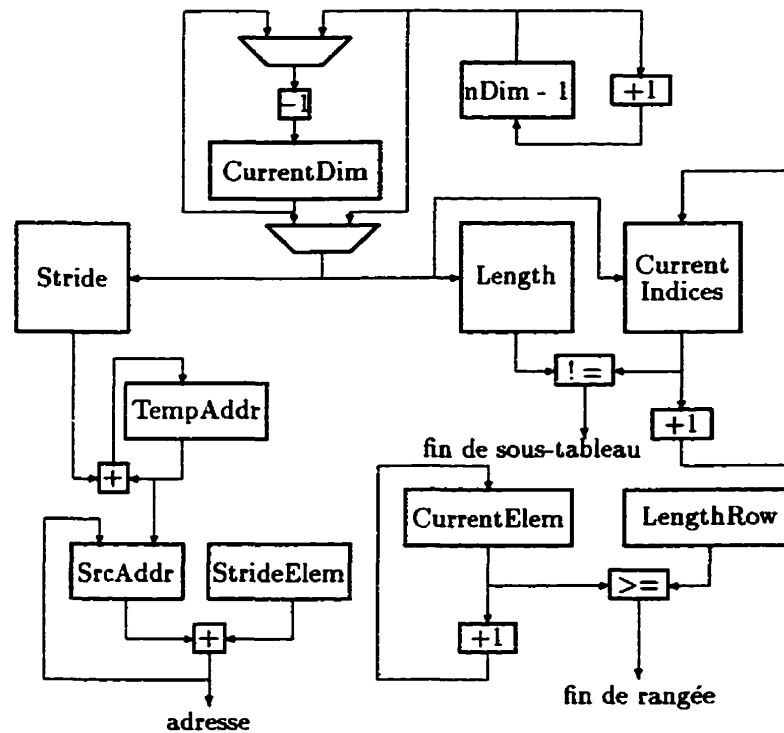 -1
nDim - 1
+1
CurrentDim
Stride
Length
Current
Indices
! =
TempAddr
+1
+
fin de sous-tableau
CurrentElem
LengthRow
SrcAddr
StrideElem
>=
+
+1
fin de rangée
adresse